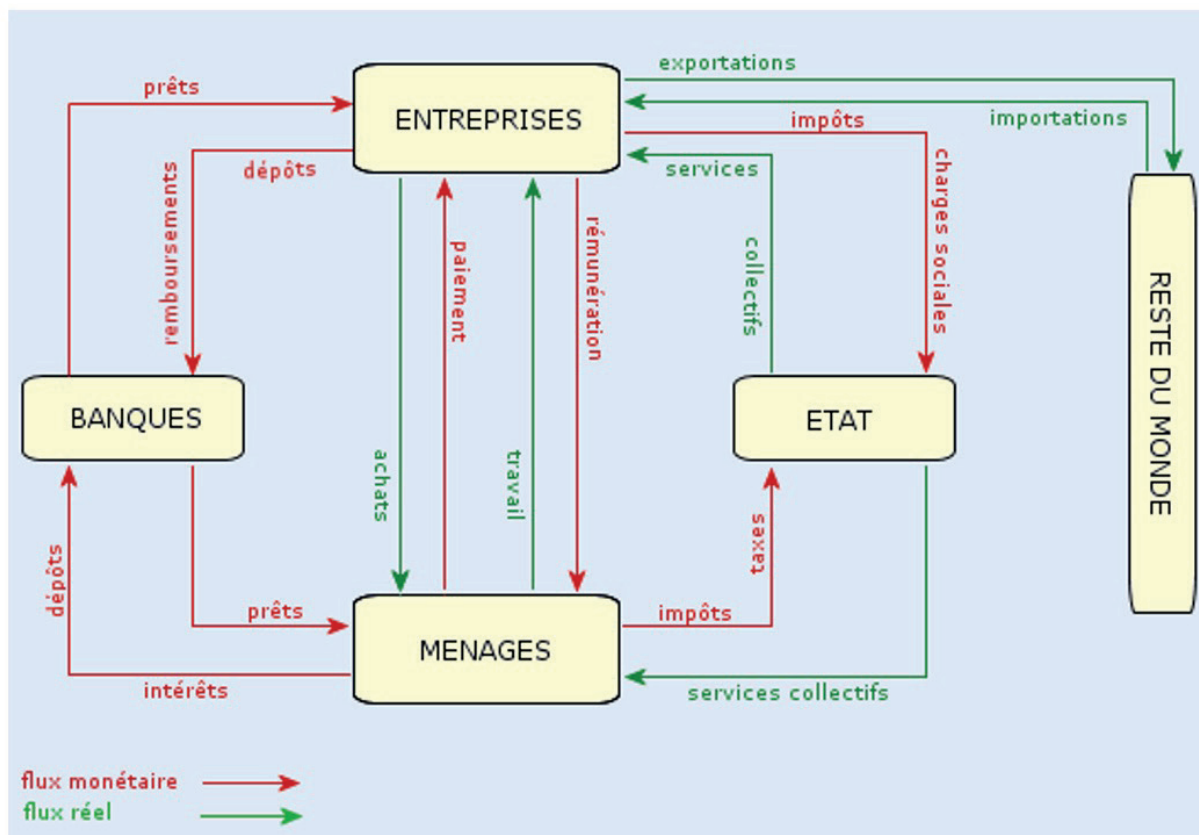 exportations
prêts
ENTREPRISES
impôts
importations
dépôts
services
remboursements
charges sociales
paiement
rémunération
collectifs
RESTE DU MONDE
BANQUES
ETAT
achats
travail
dépôts
taxes
prêts
impôts
MENAGES
intérêts
services collectifs
flux monétaire
flux réel